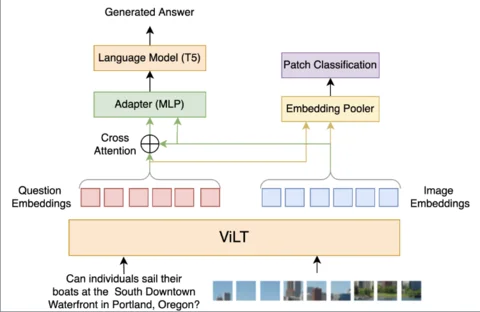 Generated Answer
Language Model (T5)
Patch Classification
Adapter (MLP)
Embedding Pooler
Cross
Attention
Question
Embeddings
Image
Embeddings
ViLT
Can individuals sail their
boats at the South Downtown
Waterfront in Portland, Oregon?